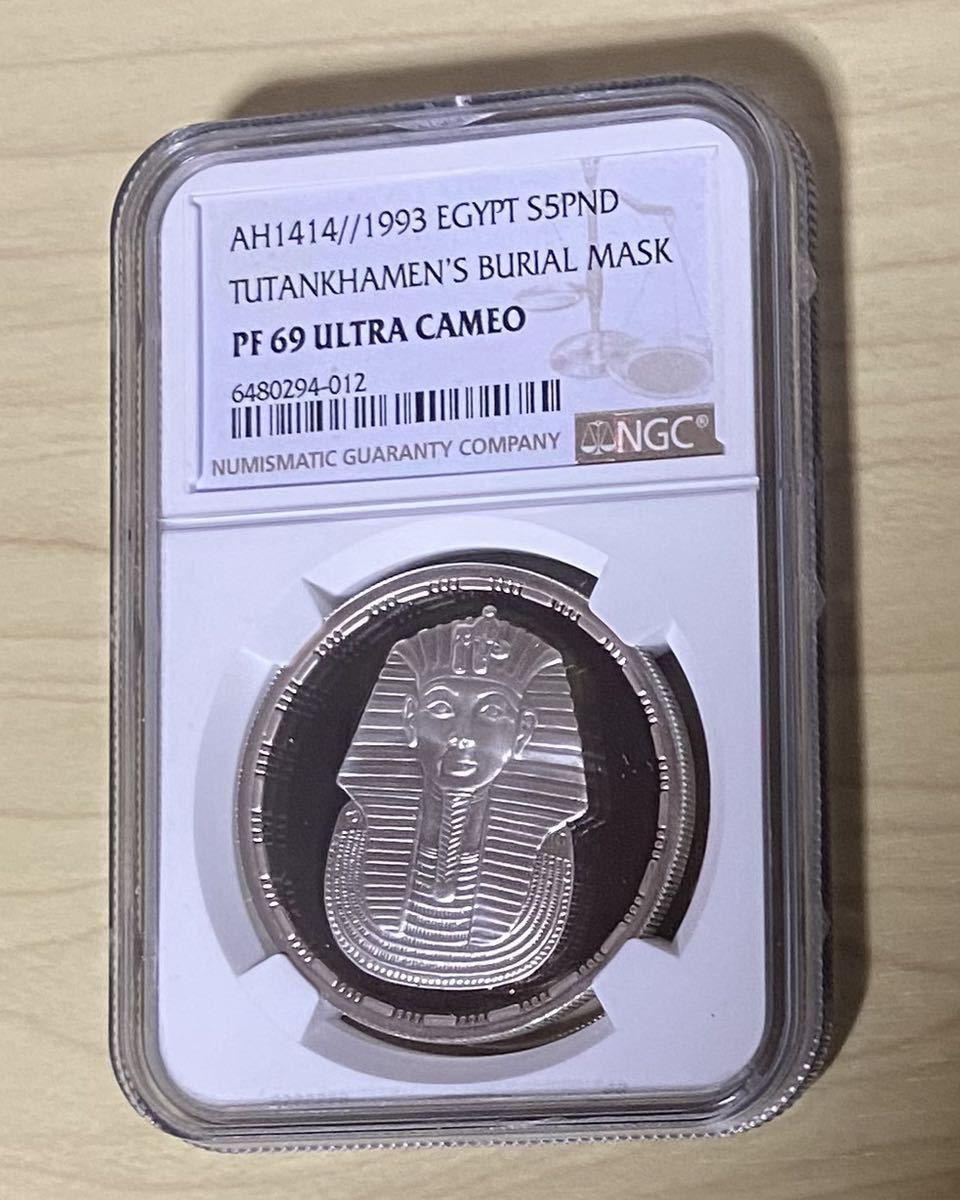 AH1414//1993 EGYPT S5PND
TUTANKHAMEN'S BURIAL MASK
PF 69 ULTRA CAMEO
6480294-012
NUMISMATIC GUARANTY COMPANY
NGC®